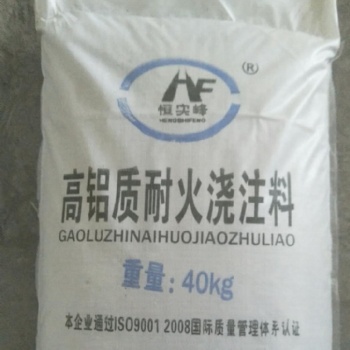 HF
®
恒实峰
HENGSHIFENG
高铝质耐火浇注料
GAOLUZHINAIHUOJIAOZHULIAO
重量:40kg
本企业通过ISO9001 2008国际质量管理体系认证